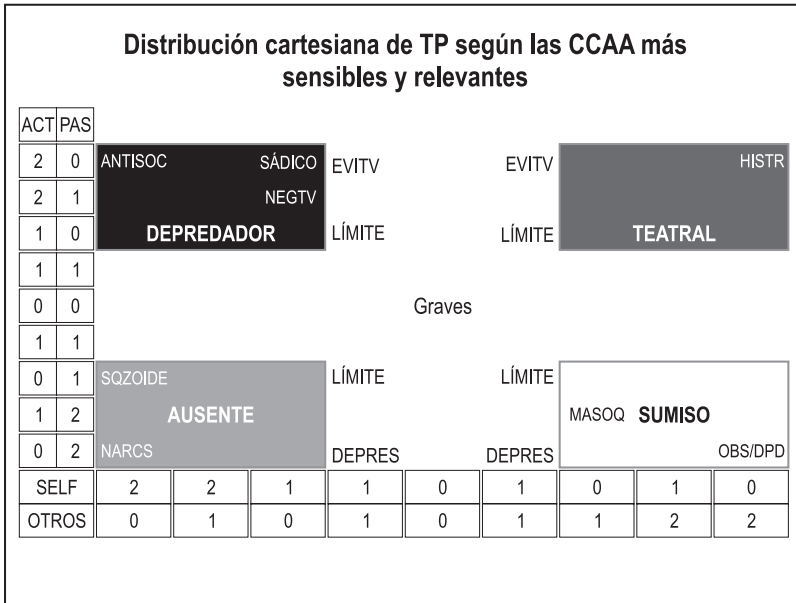 Distribución cartesiana de TP según las CCAA más
sensibles y relevantes
ACT PAS
2 0 ANTISOC SÁDICO EVITV EVITV HISTR
2 1 NEGTV
1 0 DEPREDADOR LÍMITE LÍMITE TEATRAL
1 1
0 0 Graves
1 1
0 1 SQZOIDE LÍMITE LÍMITE
1 2 AUSENTE MASOQ SUMISO
0 2 NARCS DEPRES DEPRES OBS/DPD
SELF 2 2 1 1 0 1 0 1 0
OTROS 0 1 0 1 0 1 1 2 2